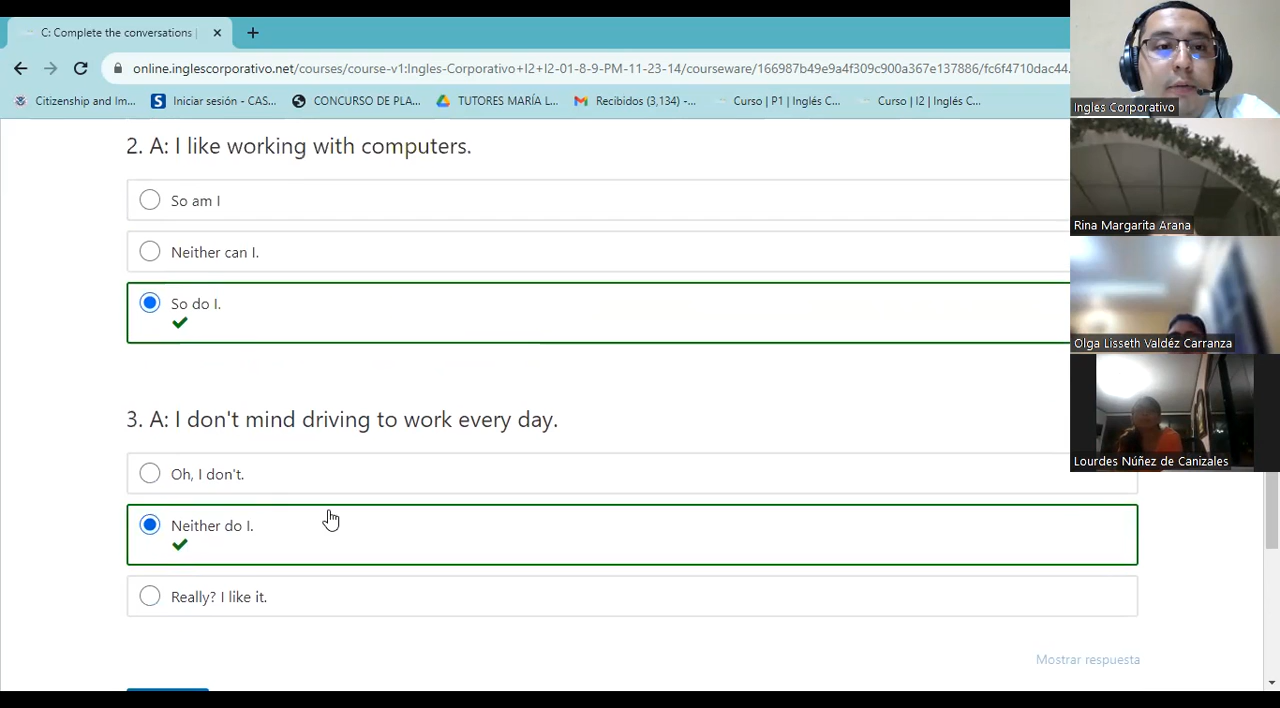 C: Complete the conversations |
online.inglescorporativo.net/courses/course-v1:Ingles-Corporativo+I2+I2-01-8-9-PM-11-23-14/courseware/166987b49e9a4f309c900a367e137886/fc6f4710dac44...
Citizenship and Im...
Iniciar sesión - CAS...
CONCURSO DE PLA...
TUTORES MARÍA L...
Recibidos (3,134) -...
Curso | P1 | Inglés C...
Curso | I2 | Inglés C...
2. A: I like working with computers.
So am I
Neither can I.
So do I.
3. A: I don't mind driving to work every day.
Oh, I don't.
Neither do I.
Really? I like it.
Mostrar respuesta
Ingles Corporativo
Rina Margarita Arana
Olga Lisseth Valdéz Carranza
Lourdes Núñez de Canizales